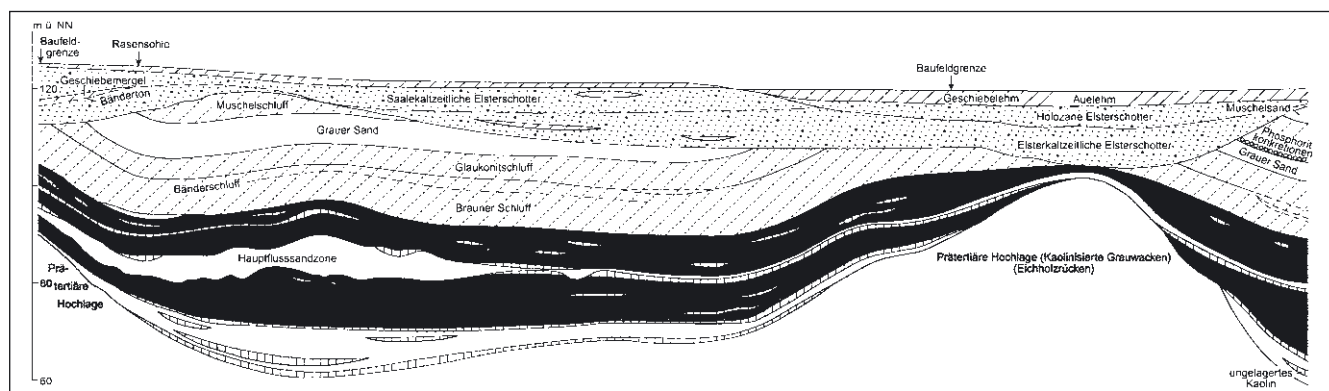 m ü NN
Baufeld-
grenze
Rasensohle
Baufeldgrenze
Geschiebemergel
120
Bänderton
Muschelschluff
Saalekaltzeitliche Elsterschotter
Geschiebelehm
Auelehm
Muschelsand
Holozäne Elsterschotter
Grauer Sand
Elsterkaltzeitliche Elsterschotter
Phosphorit
konkretionen
Grauer Sand
Glaukonitschluff
Bänderschluff
Brauner Schluff
Hauptflusssandzone
Prä-
tertiäre
Hochlage
80
Prätertiäre Hochlage (Kaolinisierte Grauwacken)
(Eichholzrücken)
60
umgelagertes
Kaolin